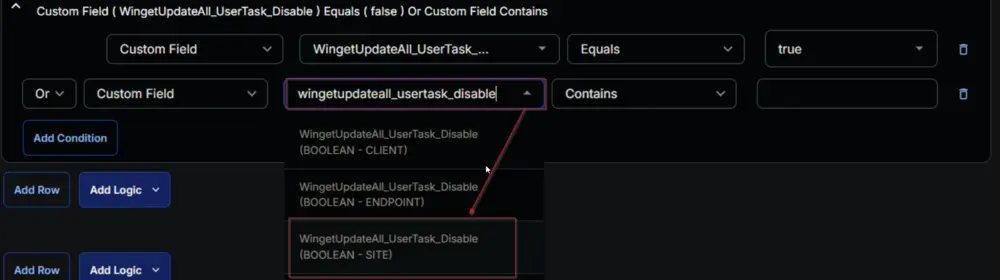 Custom Field ( WingetUpdateAll_UserTask_Disable ) Equals ( false ) Or Custom Field Contains
Custom Field WingetUpdateAll_UserTask_... Equals true
Or Custom Field wingetupdateall_usertask_disable Contains
Add Condition
WingetUpdateAll_UserTask_Disable
(BOOLEAN - CLIENT)
Add Row Add Logic
WingetUpdateAll_UserTask_Disable
(BOOLEAN - ENDPOINT)
WingetUpdateAll_UserTask_Disable
(BOOLEAN - SITE)
Add Row Add Logic